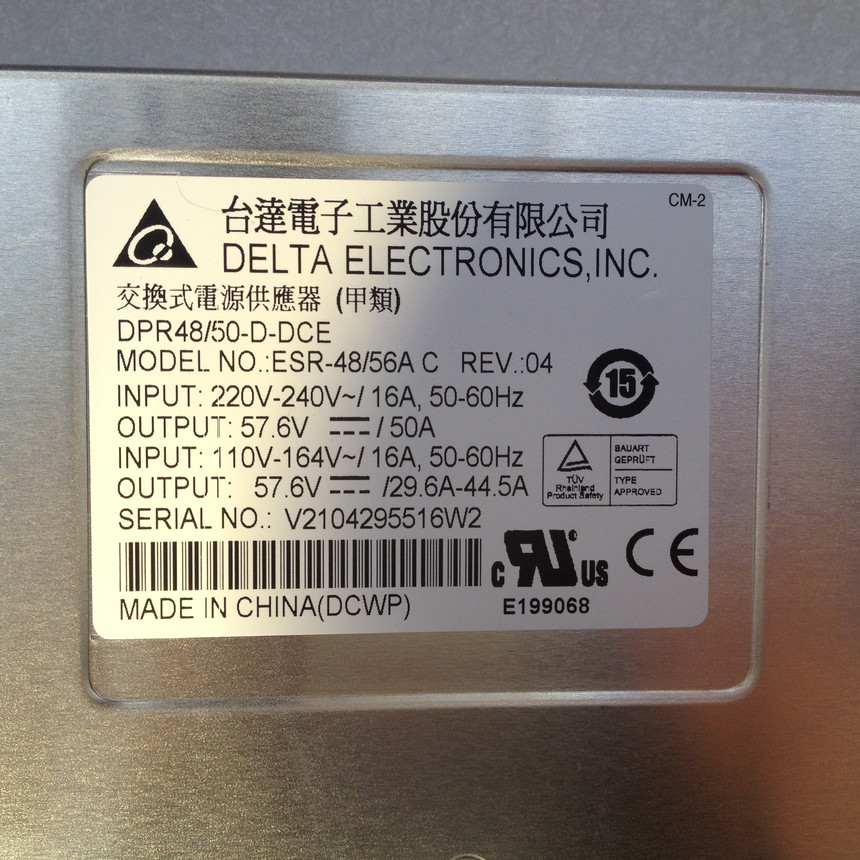 CM-2
台達電子工業股份有限公司
DELTA ELECTRONICS,INC.
交換式電源供應器 (甲類)
DPR48/50-D-DCE
MODEL NO.:ESR-48/56A C REV.:04
INPUT: 220V-240V~/ 16A, 50-60Hz
OUTPUT: 57.6V ⎓ / 50A
INPUT: 110V-164V~/ 16A, 50-60Hz
OUTPUT: 57.6V ⎓ /29.6A-44.5A
SERIAL NO.: V2104295516W2
15
TÜV
Rheinland
Product Safety
BAUART
GEPRÜFT
TYPE
APPROVED
MADE IN CHINA(DCWP)
c RU US CE
E199068